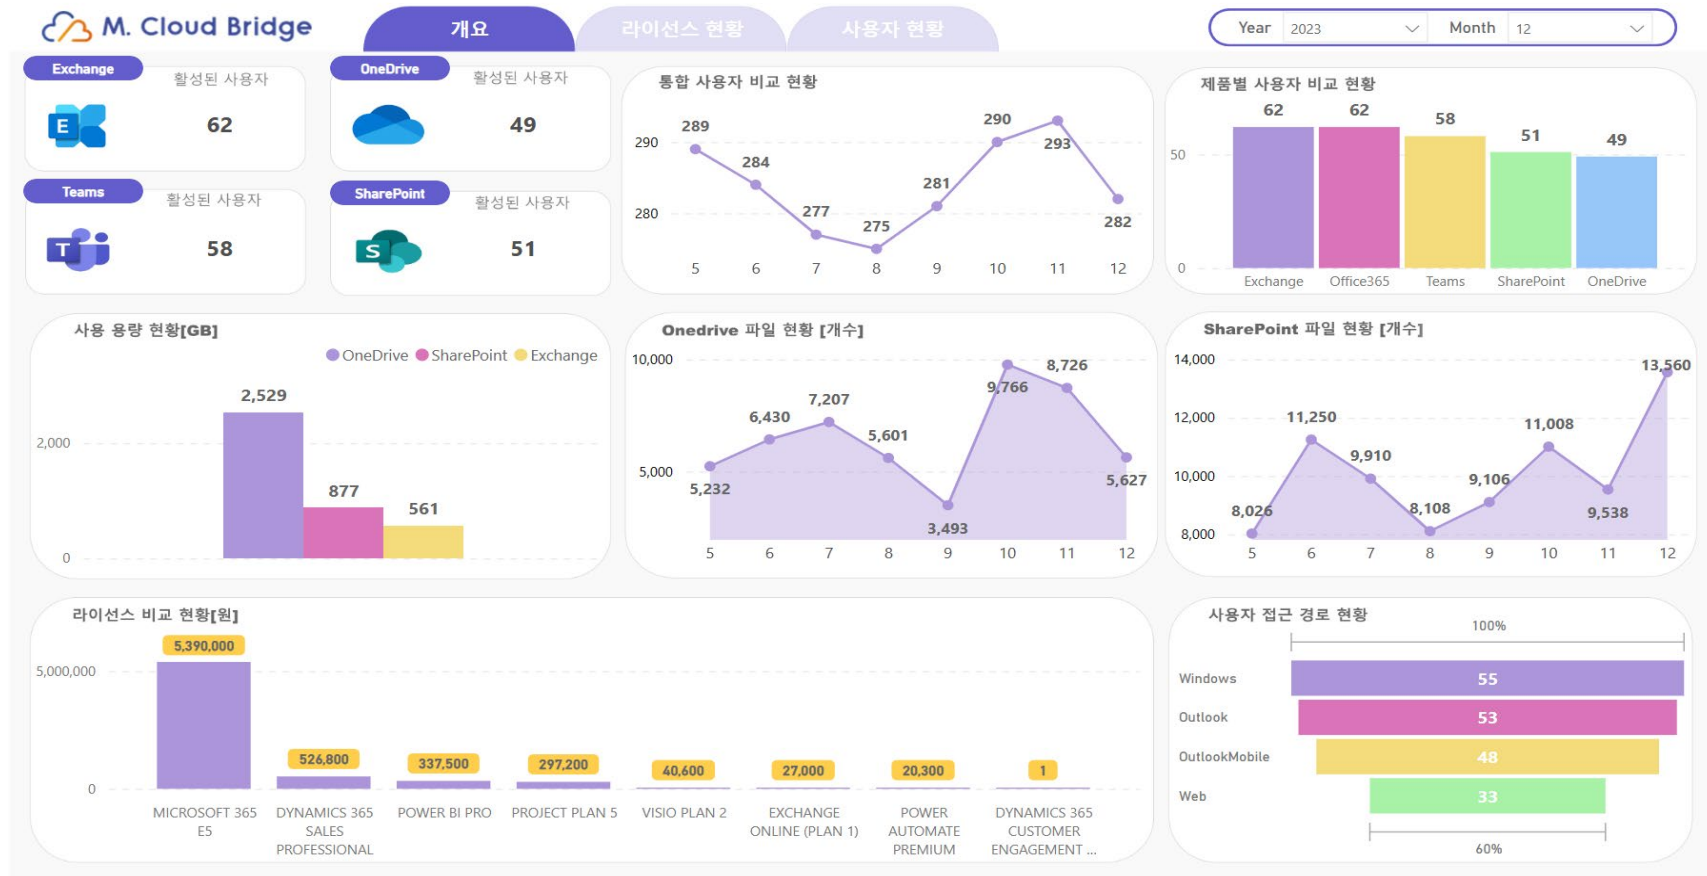 M. Cloud Bridge
개요
라이선스 현황
사용자 현황
Year 2023
Month 12
Exchange
활성된 사용자
E
62
OneDrive
활성된 사용자
49
Teams
활성된 사용자
T
58
SharePoint
활성된 사용자
S
51
통합 사용자 비교 현황
290
280
289
284
277
275
281
290
293
282
5 6 7 8 9 10 11 12
제품별 사용자 비교 현황
50
0
62 62 58 51 49
Exchange Office365 Teams SharePoint OneDrive
사용 용량 현황[GB]
OneDrive SharePoint Exchange
2,000
0
2,529
877
561
Onedrive 파일 현황 [개수]
10,000
5,000
5,232
6,430
7,207
5,601
3,493
9,766
8,726
5,627
5 6 7 8 9 10 11 12
SharePoint 파일 현황 [개수]
14,000
12,000
10,000
8,000
8,026
11,250
9,910
8,108
9,106
11,008
9,538
13,560
5 6 7 8 9 10 11 12
라이선스 비교 현황[원]
5,000,000
0
5,390,000
526,800
337,500
297,200
40,600
27,000
20,300
1
MICROSOFT 365
E5
DYNAMICS 365
SALES
PROFESSIONAL
POWER BI PRO
PROJECT PLAN 5
VISIO PLAN 2
EXCHANGE
ONLINE (PLAN 1)
POWER
AUTOMATE
PREMIUM
DYNAMICS 365
CUSTOMER
ENGAGEMENT ...
사용자 접근 경로 현황
100%
Windows 55
Outlook 53
OutlookMobile 48
Web 33
60%